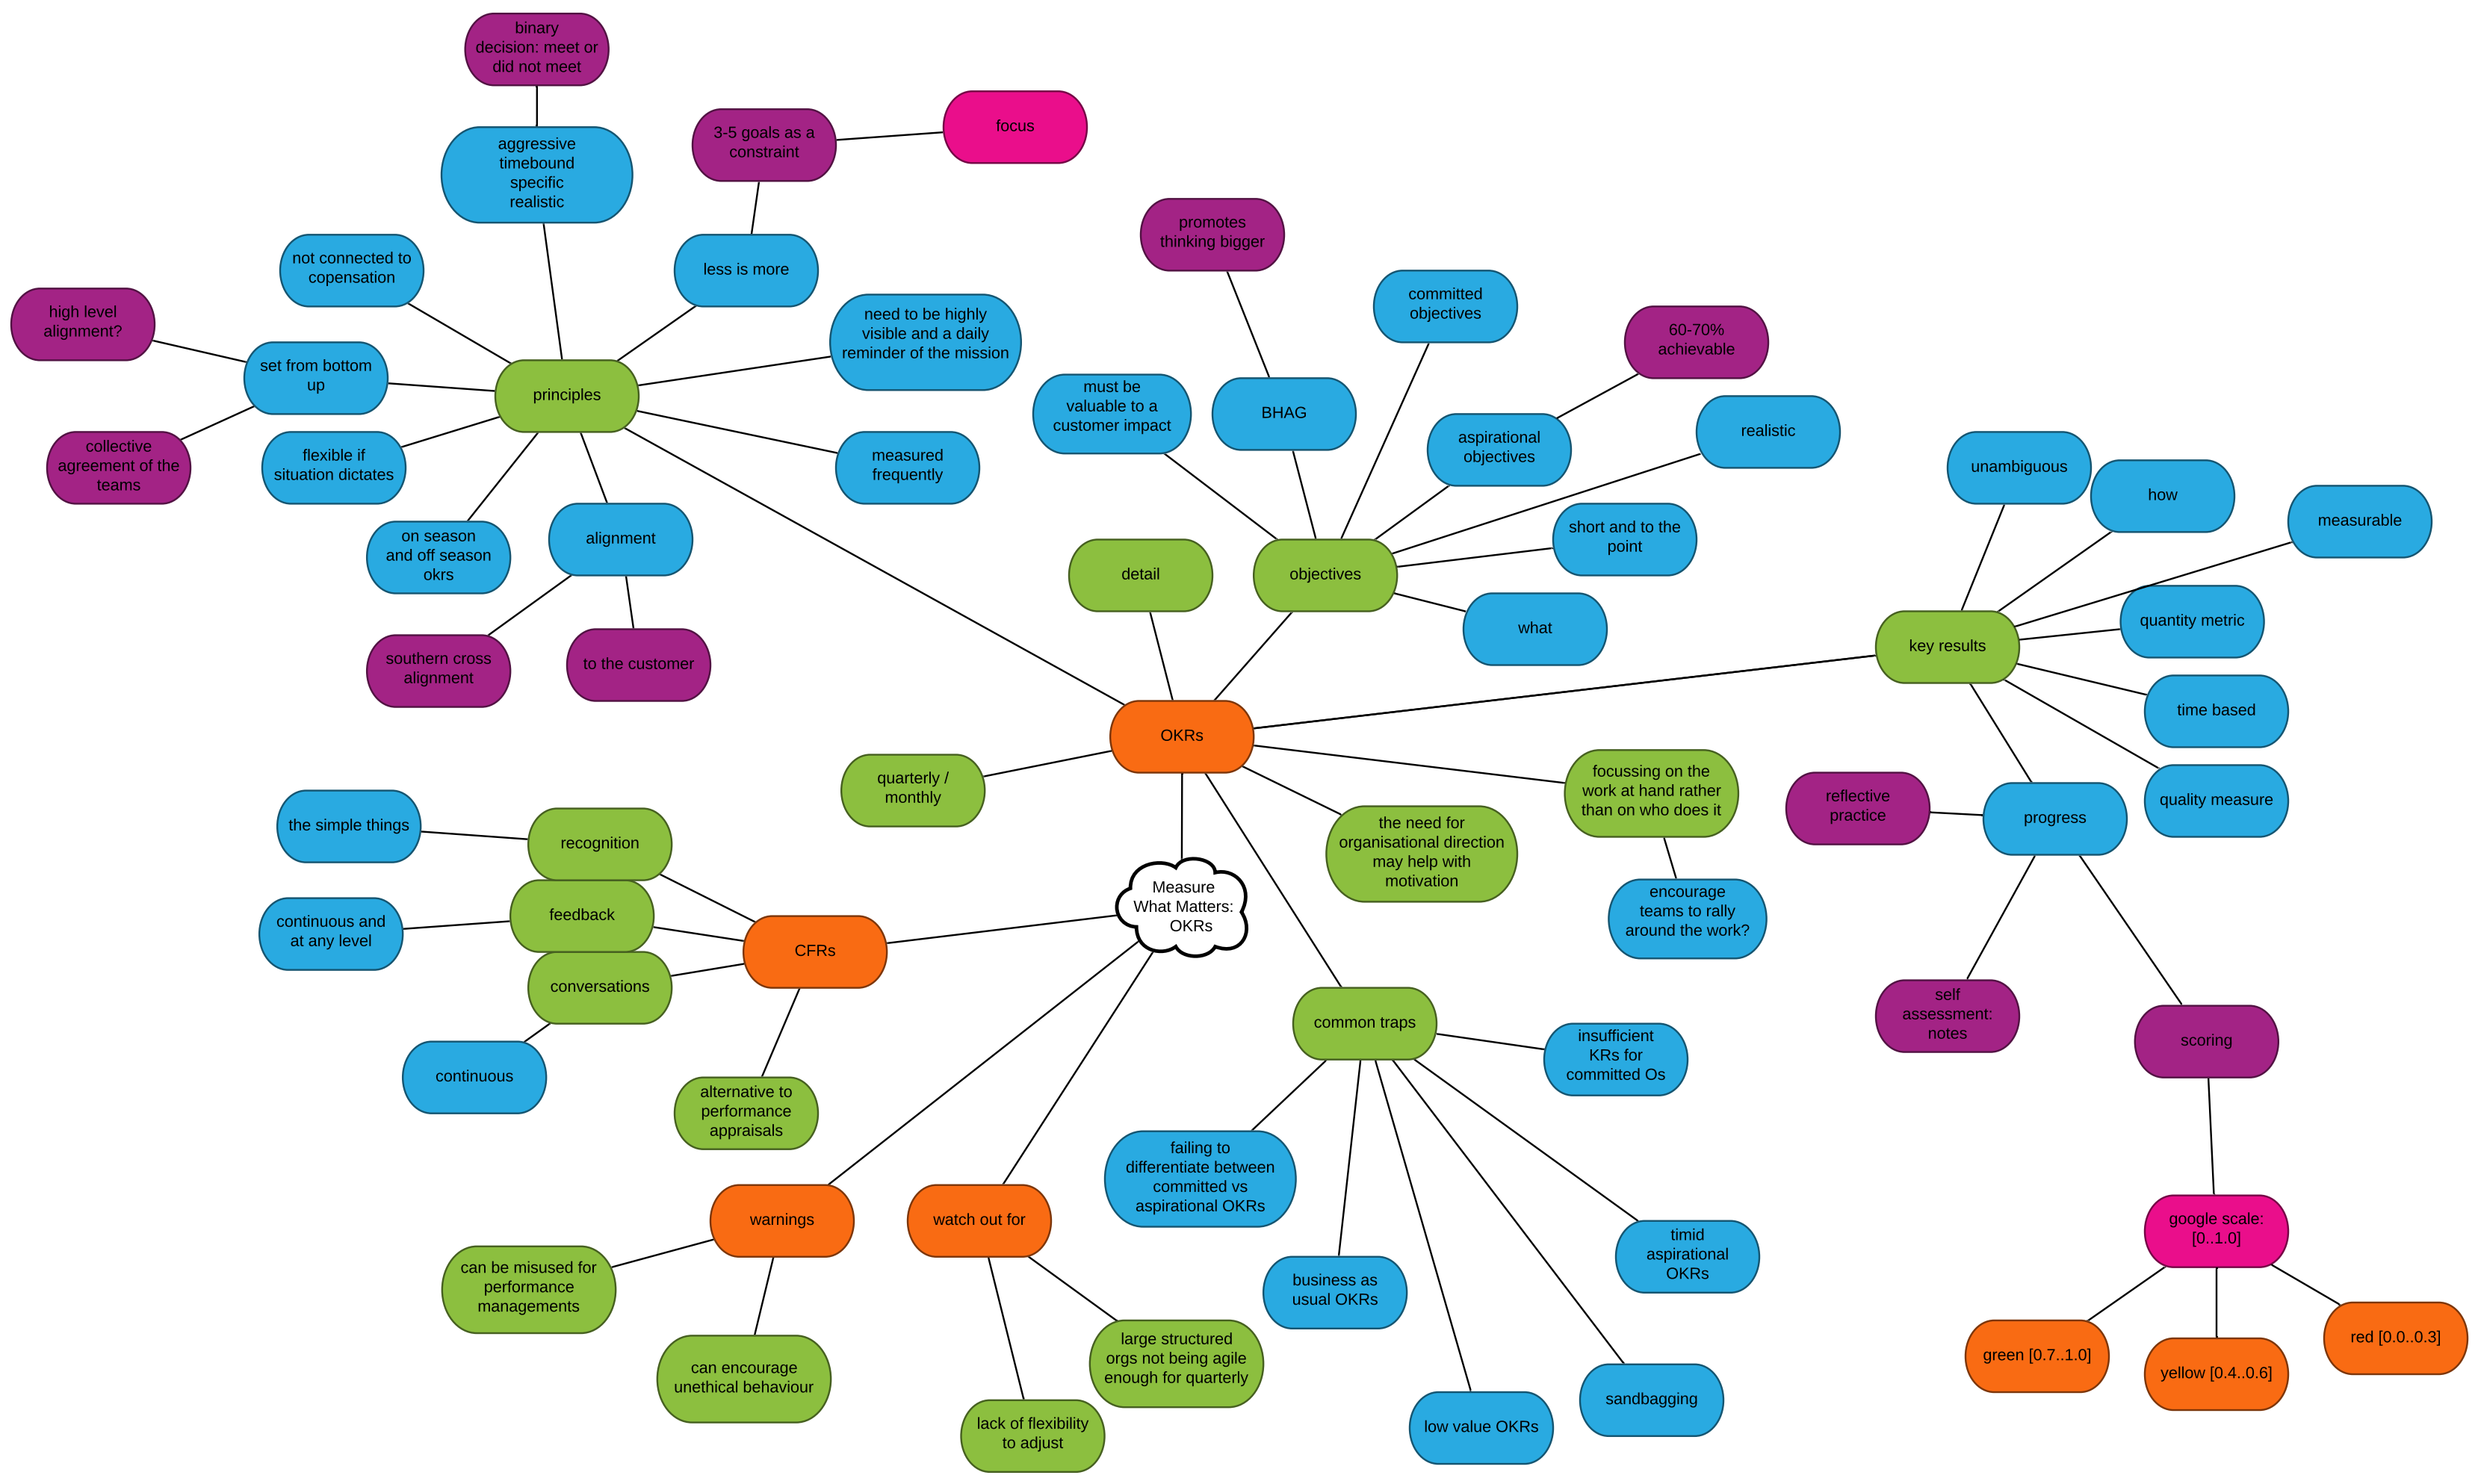 binary
decision: meet or
did not meet
3-5 goals as a
constraint
focus
aggressive
timebound
specific
realistic
not connected to
copensation
less is more
high level
alignment?
need to be highly
visible and a daily
reminder of the mission
set from bottom
up
principles
collective
agreement of the
teams
flexible if
situation dictates
measured
frequently
on season
and off season
okrs
alignment
southern cross
alignment
to the customer
promotes
thinking bigger
committed
objectives
60-70%
achievable
must be
valuable to a
customer impact
BHAG
aspirational
objectives
realistic
short and to the
point
detail
objectives
what
unambiguous
how
measurable
quantity metric
key results
time based
quality measure
reflective
practice
progress
self
assessment:
notes
scoring
google scale:
[0..1.0]
green [0.7..1.0]
yellow [0.4..0.6]
red [0.0..0.3]
OKRs
quarterly /
monthly
focussing on the
work at hand rather
than on who does it
the need for
organisational direction
may help with
motivation
encourage
teams to rally
around the work?
Measure
What Matters:
OKRs
the simple things
recognition
continuous and
at any level
feedback
CFRs
conversations
continuous
alternative to
performance
appraisals
common traps
insufficient
KRs for
committed Os
failing to
differentiate between
committed vs
aspirational OKRs
business as
usual OKRs
timid
aspirational
OKRs
low value OKRs
sandbagging
warnings
watch out for
can be misused for
performance
managements
can encourage
unethical behaviour
large structured
orgs not being agile
enough for quarterly
lack of flexibility
to adjust